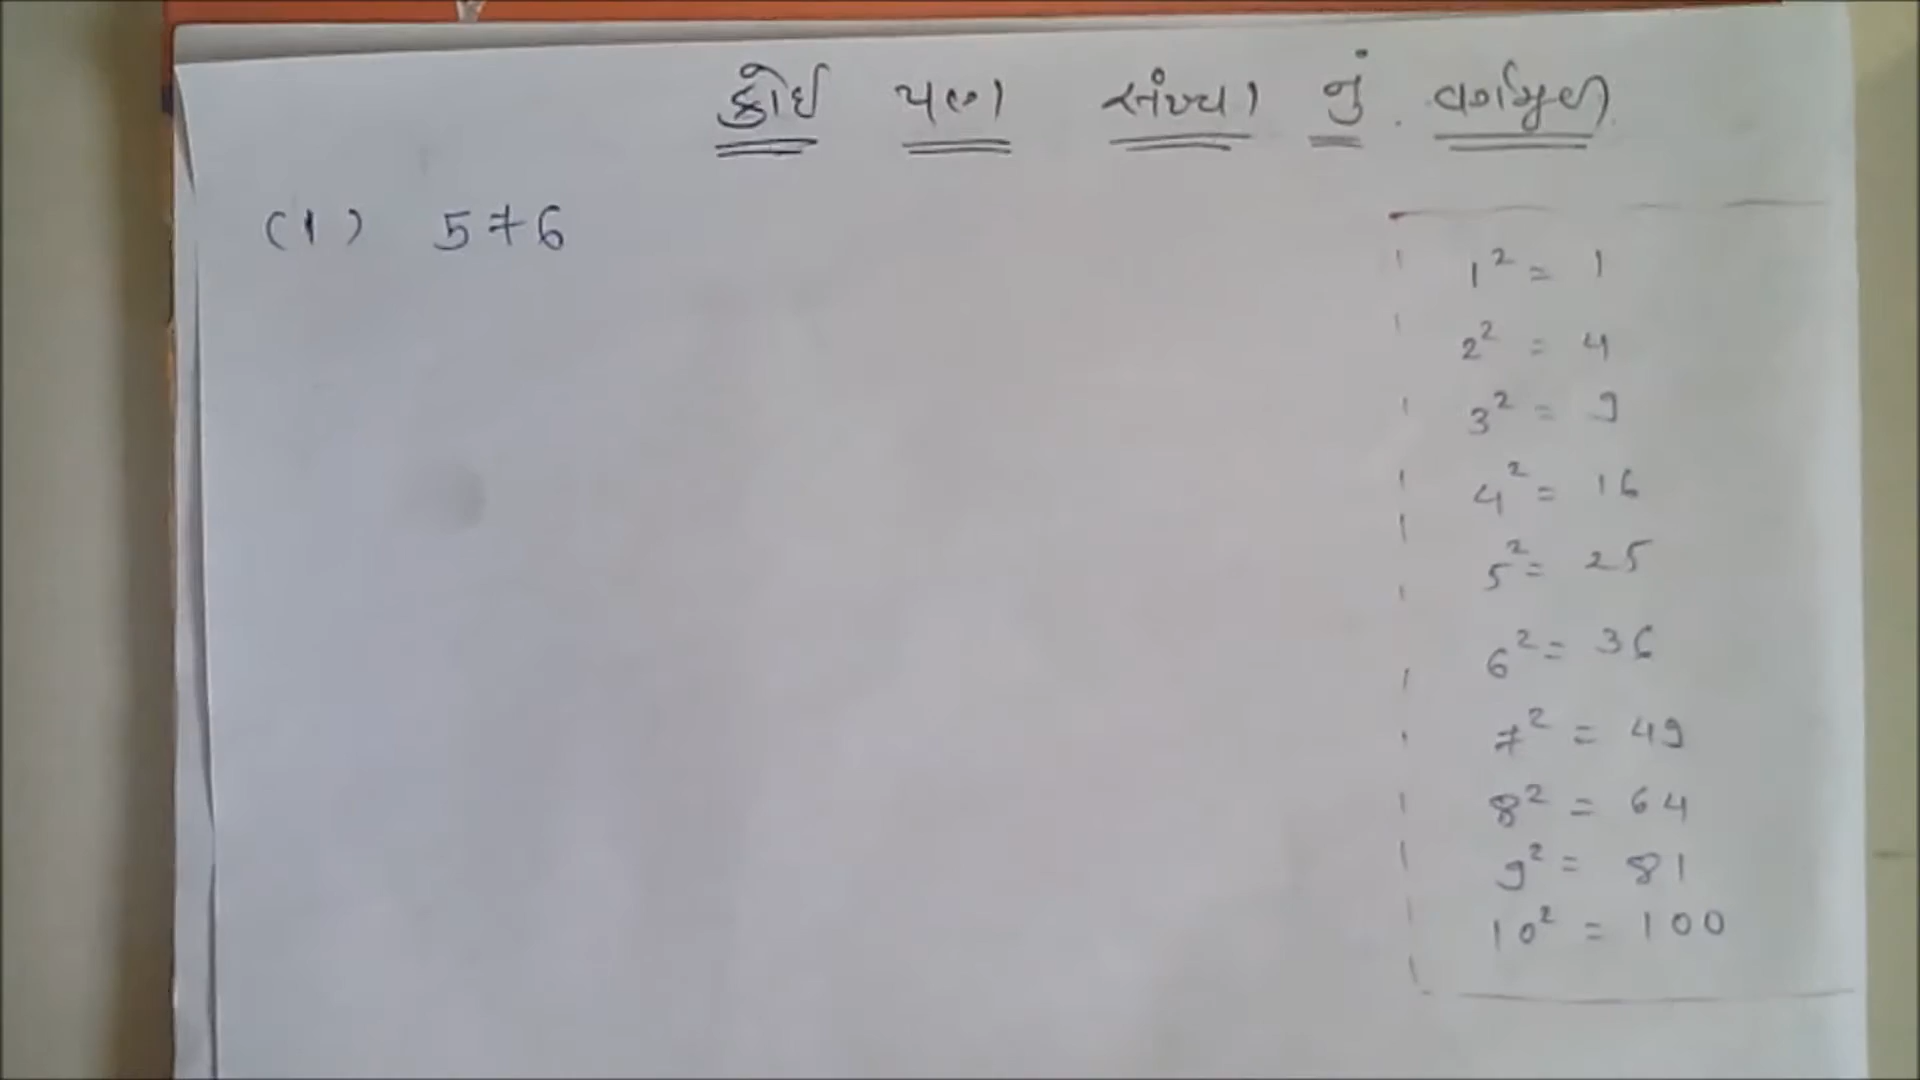 કોઈ પણ સંખ્યા નું વર્ગમુળ
(1) 576
1² = 1
2² = 4
3² = 9
4² = 16
5² = 25
6² = 36
7² = 49
8² = 64
9² = 81
10² = 100